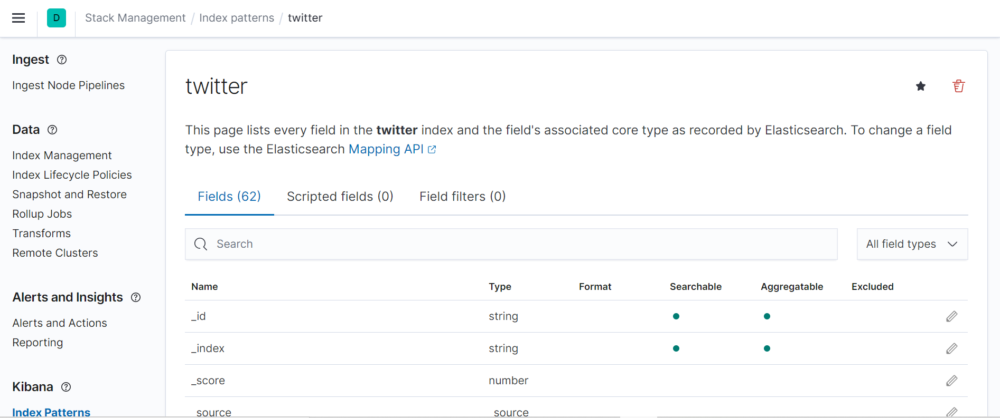 D Stack Management / Index patterns / twitter
Ingest
Ingest Node Pipelines
Data
Index Management
Index Lifecycle Policies
Snapshot and Restore
Rollup Jobs
Transforms
Remote Clusters
Alerts and Insights
Alerts and Actions
Reporting
Kibana
Index Patterns
twitter
This page lists every field in the twitter index and the field's associated core type as recorded by Elasticsearch. To change a field
type, use the Elasticsearch Mapping API
Fields (62) Scripted fields (0) Field filters (0)
Search All field types
Name Type Format Searchable Aggregatable Excluded
_id string
_index string
_score number
source source